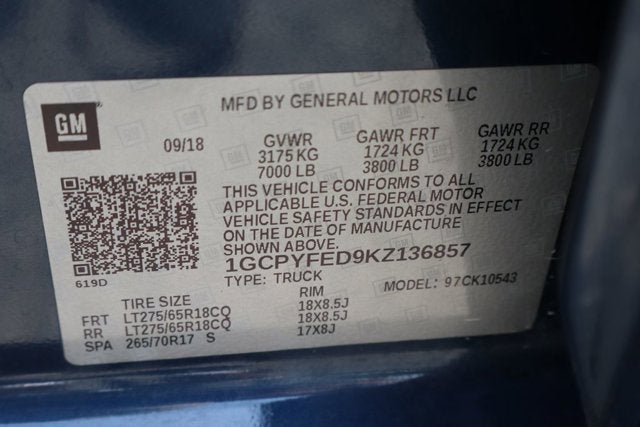 GM
MFD BY GENERAL MOTORS LLC
09/18 GVWR GAWR FRT GAWR RR
3175 KG 1724 KG 1724 KG
7000 LB 3800 LB 3800 LB
THIS VEHICLE CONFORMS TO ALL
APPLICABLE U.S. FEDERAL MOTOR
VEHICLE SAFETY STANDARDS IN EFFECT
ON THE DATE OF MANUFACTURE
SHOWN ABOVE.
1GCPYFED9KZ136857
619D
TYPE: TRUCK MODEL: 97CK10543
TIRE SIZE RIM
FRT LT275/65R18CQ 18X8.5J
RR LT275/65R18CQ 18X8.5J
SPA 265/70R17 S 17X8J